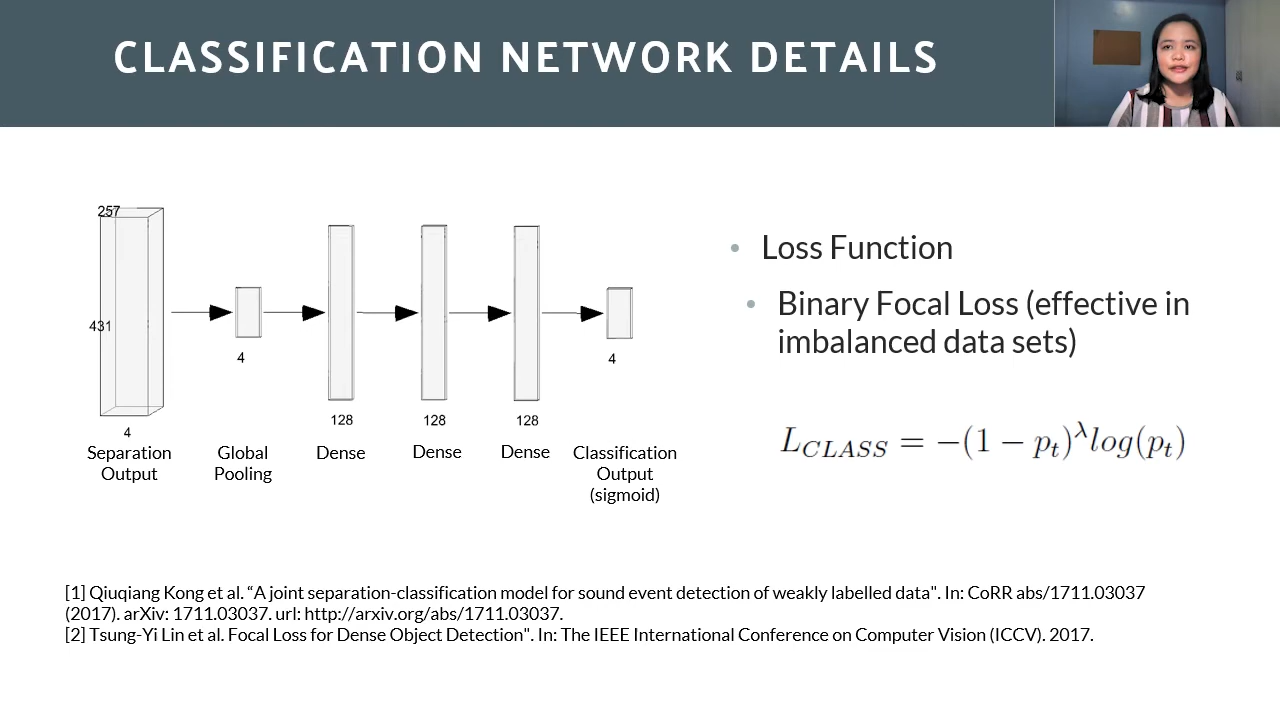 CLASSIFICATION NETWORK DETAILS
257
431
4
4
128
128
128
4
Separation
Output
Global
Pooling
Dense
Dense
Dense
Classification
Output
(sigmoid)
• Loss Function
• Binary Focal Loss (effective in
imbalanced data sets)
L_{CLASS} = −(1 − p_t)^λ log(p_t)
[1] Qiuqiang Kong et al. “A joint separation-classification model for sound event detection of weakly labelled data". In: CoRR abs/1711.03037
(2017). arXiv: 1711.03037. url: http://arxiv.org/abs/1711.03037.
[2] Tsung-Yi Lin et al. Focal Loss for Dense Object Detection". In: The IEEE International Conference on Computer Vision (ICCV). 2017.